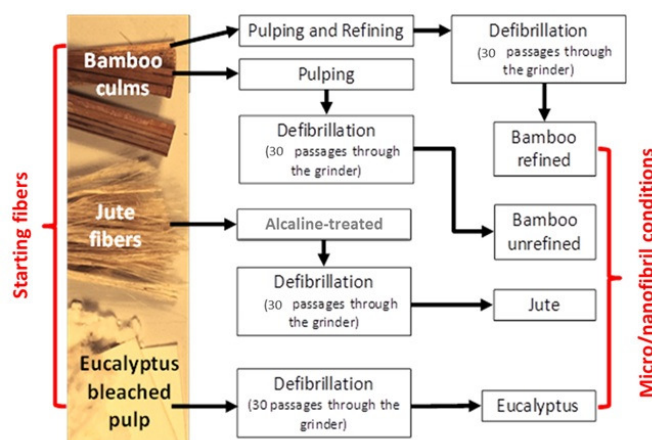 Starting fibers
Bamboo
culms
Pulping and Refining
Defibrillation
(30 passages through
the grinder)
Pulping
Defibrillation
(30 passages through
the grinder)
Bamboo
refined
Jute
fibers
Alcaline-treated
Bamboo
unrefined
Defibrillation
(30 passages through
the grinder)
Jute
Eucalyptus
bleached
pulp
Defibrillation
(30 passages through the
grinder)
Eucalyptus
Micro/nanofibril conditions